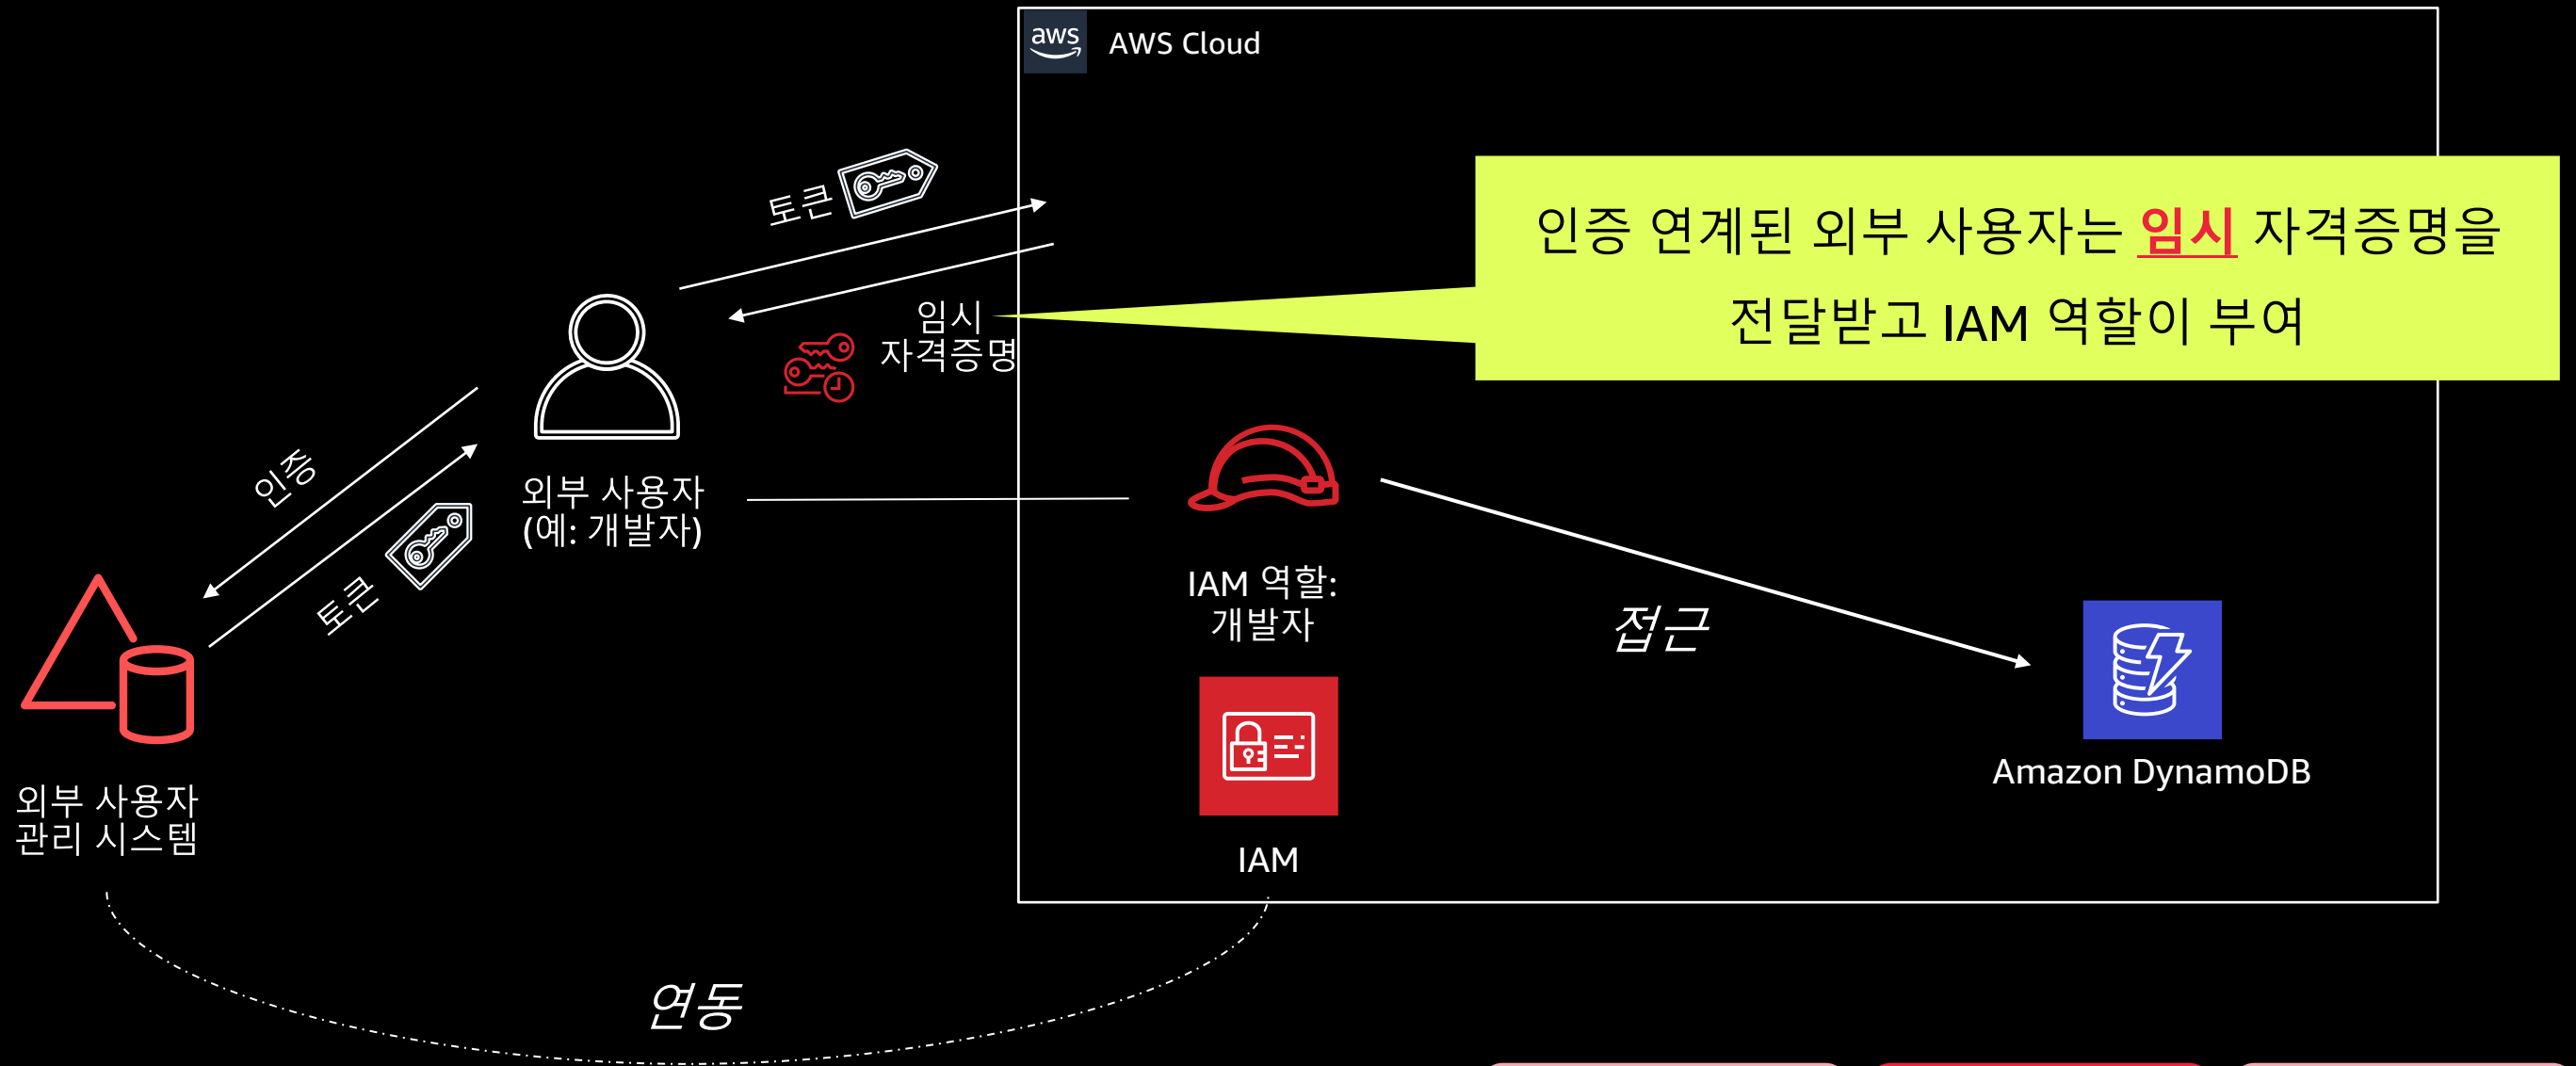 aws
AWS Cloud
토큰
인증 연계된 외부 사용자는 임시 자격증명을
전달받고 IAM 역할이 부여
임시
자격증명
인증
토큰
외부 사용자
(예: 개발자)
IAM 역할:
개발자
접근
Amazon DynamoDB
외부 사용자
관리 시스템
IAM
연동